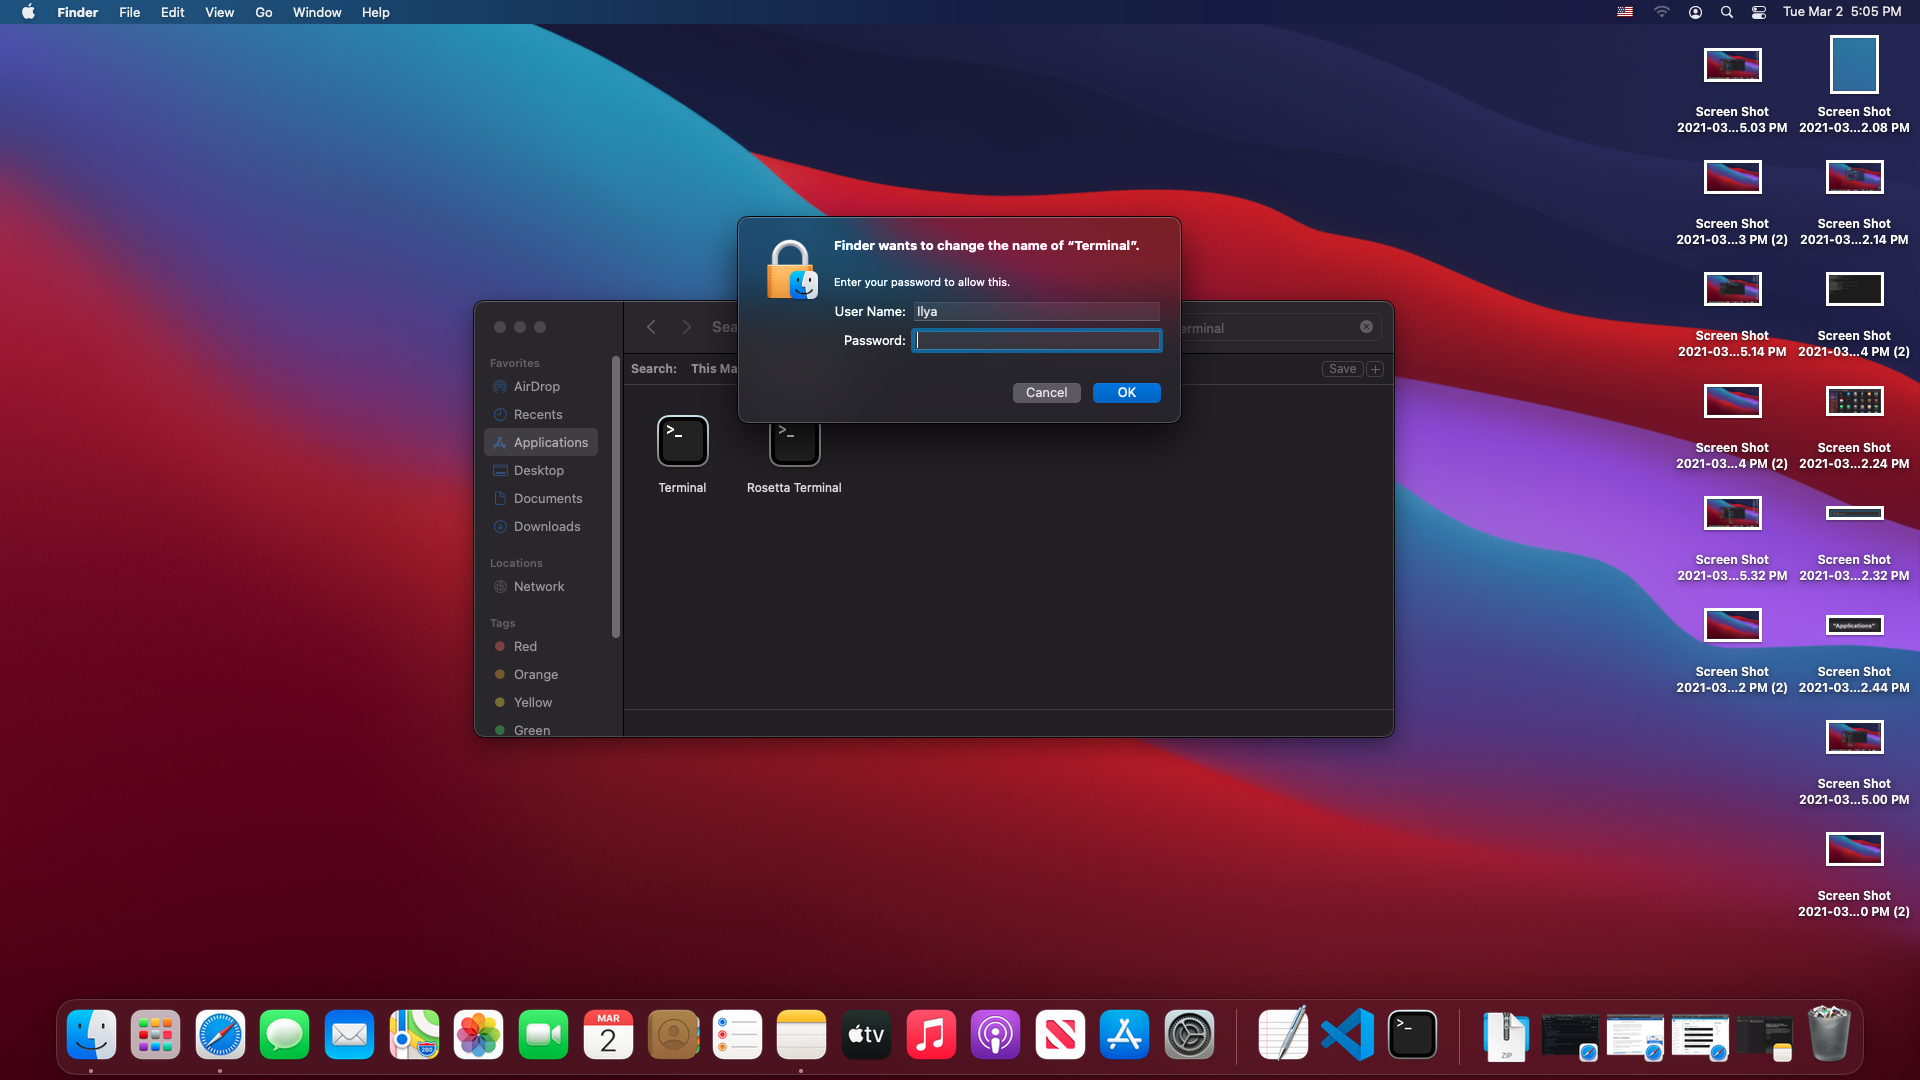 Finder File Edit View Go Window Help
Tue Mar 2 5:05 PM
Finder wants to change the name of “Terminal”.
Enter your password to allow this.
User Name: Ilya
Password:
Cancel OK
Sea
erminal
Search: This Ma
Save
Favorites
AirDrop
Recents
Applications
Desktop
Documents
Downloads
Locations
Network
Tags
Red
Orange
Yellow
Green
>_
Terminal
>_
Rosetta Terminal
Screen Shot
2021-03...5.03 PM
Screen Shot
2021-03...2.08 PM
Screen Shot
2021-03...3 PM (2)
Screen Shot
2021-03...2.14 PM
Screen Shot
2021-03...5.14 PM
Screen Shot
2021-03...4 PM (2)
Screen Shot
2021-03...4 PM (2)
Screen Shot
2021-03...2.24 PM
Screen Shot
2021-03...5.32 PM
Screen Shot
2021-03...2.32 PM
Screen Shot
2021-03...2 PM (2)
"Applications"
Screen Shot
2021-03...2.44 PM
Screen Shot
2021-03...5.00 PM
Screen Shot
2021-03...0 PM (2)
280
MAR
2
tv
>_
ZIP